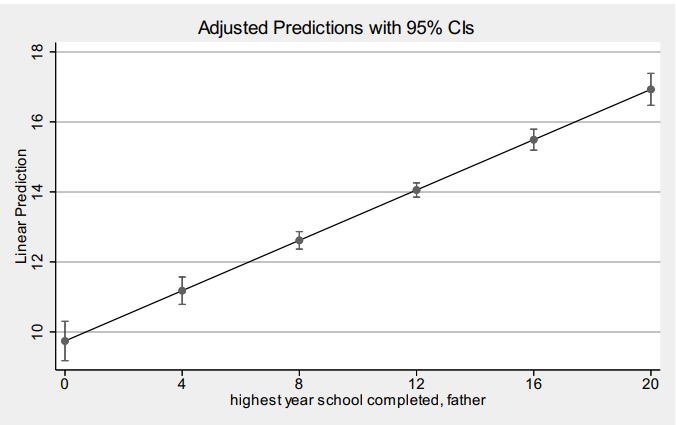 Adjusted Predictions with 95% CIs
Linear Prediction
18
16
14
12
10
0 4 8 12 16 20
highest year school completed, father